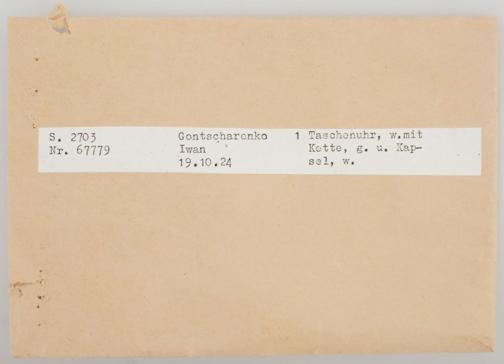 S. 2703 Gontscharenko 1 Taschenuhr, w.mit
Nr. 67779 Iwan Kette, g. u. Kap-
19.10.24 sel, w.